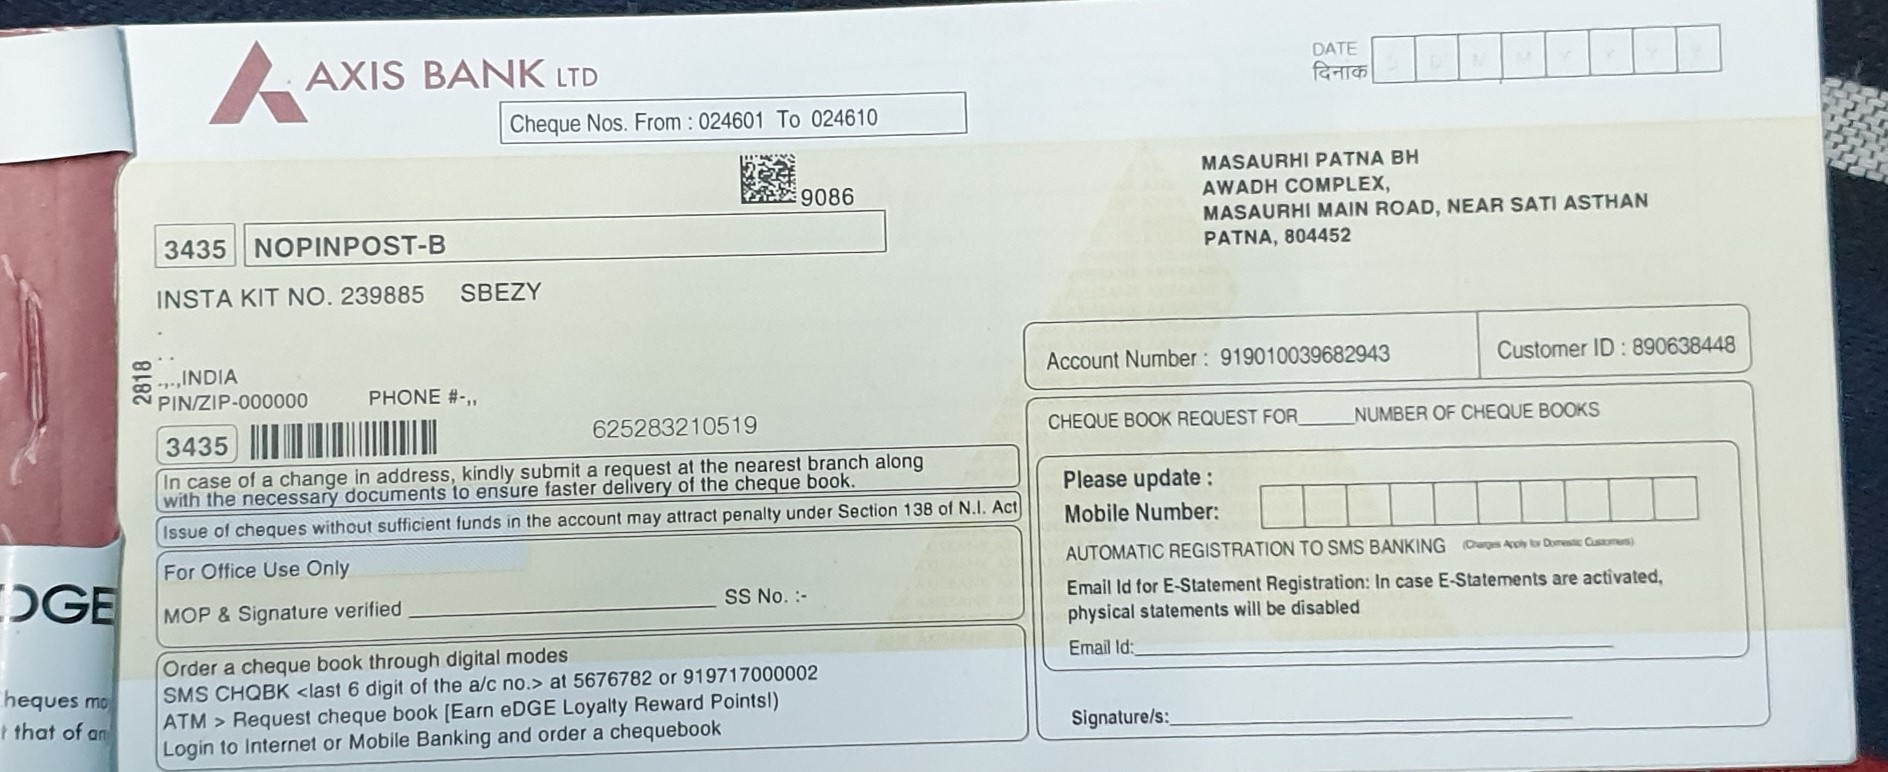 AXIS BANK LTD
DATE
दिनांक
D M M Y Y Y Y
Cheque Nos. From : 024601 To 024610
9086
MASAURHI PATNA BH
AWADH COMPLEX,
MASAURHI MAIN ROAD, NEAR SATI ASTHAN
PATNA, 804452
3435 NOPINPOST-B
INSTA KIT NO. 239885 SBEZY
2818
.,.,INDIA
PIN/ZIP-000000 PHONE #-,,
3435
625283210519
In case of a change in address, kindly submit a request at the nearest branch along
with the necessary documents to ensure faster delivery of the cheque book.
Issue of cheques without sufficient funds in the account may attract penalty under Section 138 of N.I. Act
For Office Use Only
MOP & Signature verified SS No. :-
Order a cheque book through digital modes
SMS CHQBK <last 6 digit of the a/c no.> at 5676782 or 919717000002
ATM > Request cheque book [Earn eDGE Loyalty Reward Points!)
Login to Internet or Mobile Banking and order a chequebook
Account Number : 919010039682943
Customer ID : 890638448
CHEQUE BOOK REQUEST FOR_____NUMBER OF CHEQUE BOOKS
Please update :
Mobile Number:
AUTOMATIC REGISTRATION TO SMS BANKING (Charges Apply for Domestic Customers)
Email Id for E-Statement Registration: In case E-Statements are activated,
physical statements will be disabled
Email Id:
Signature/s:
DGE
heques
that of